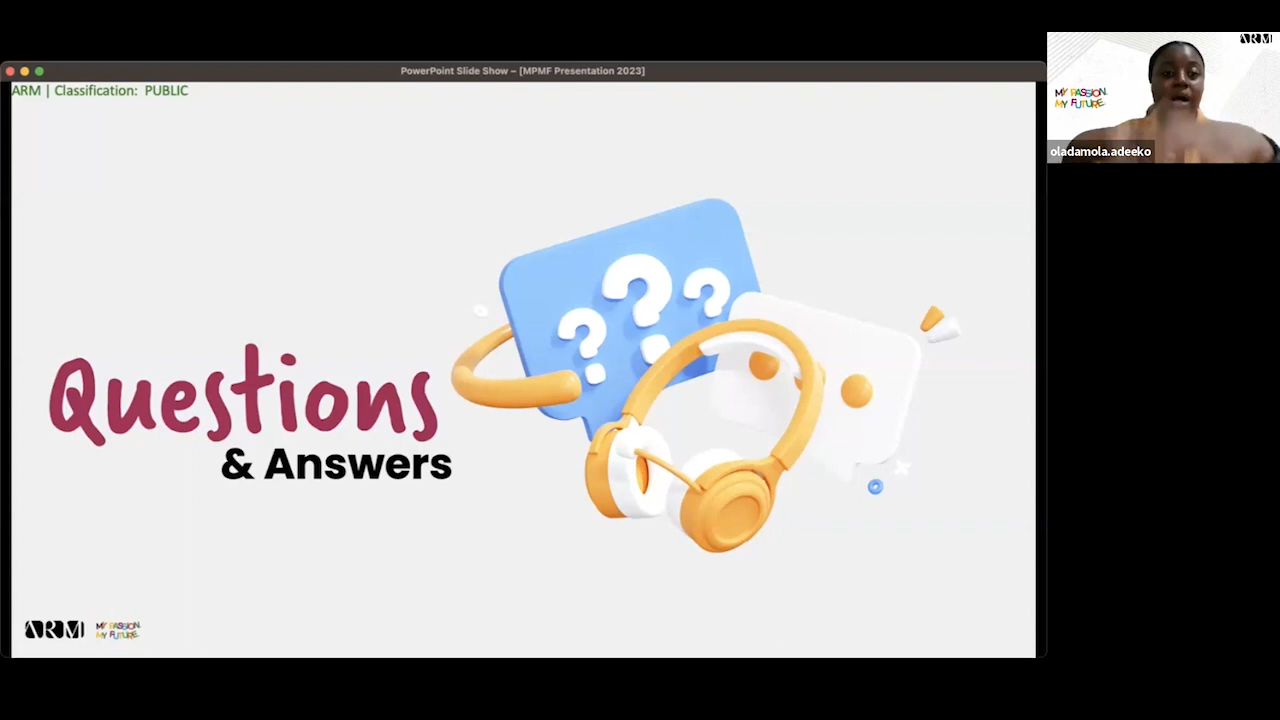 PowerPoint Slide Show – [MPMF Presentation 2023]
ARM | Classification: PUBLIC
? ? ?
Questions
& Answers
ARM
MY PASSION.
MY FUTURE.
ARM
MY PASSION.
MY FUTURE.
oladamola.adeeko